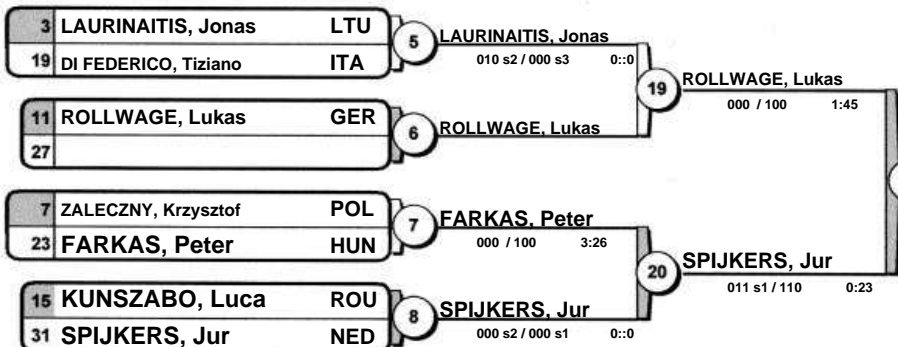 3 LAURINAITIS, Jonas LTU
19 DI FEDERICO, Tiziano ITA
5 LAURINAITIS, Jonas
010 s2 / 000 s3 0::0
11 ROLLWAGE, Lukas GER
27
6 ROLLWAGE, Lukas
19 ROLLWAGE, Lukas
000 / 100 1:45
7 ZALECZNY, Krzysztof POL
23 FARKAS, Peter HUN
7 FARKAS, Peter
000 / 100 3:26
15 KUNSZABO, Luca ROU
31 SPIJKERS, Jur NED
8 SPIJKERS, Jur
000 s2 / 000 s1 0::0
20 SPIJKERS, Jur
011 s1 / 110 0:23